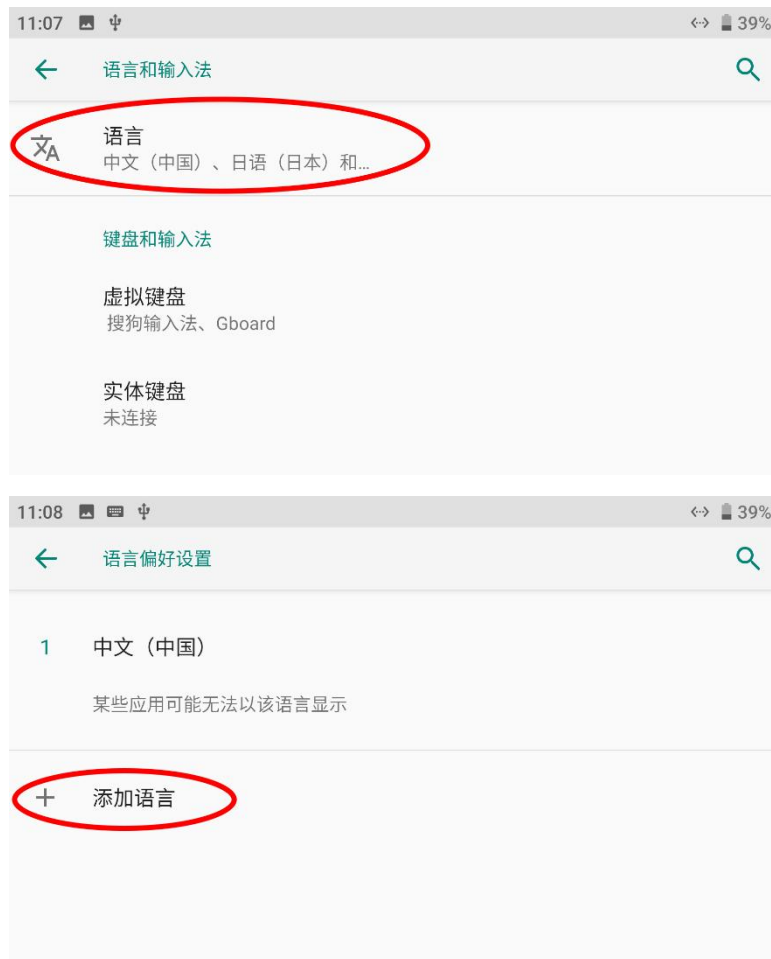 11:07 39%
语言和输入法
语言
中文（中国）、日语（日本）和...
键盘和输入法
虚拟键盘
搜狗输入法、Gboard
实体键盘
未连接
11:08 39%
语言偏好设置
1 中文（中国）
某些应用可能无法以该语言显示
+ 添加语言